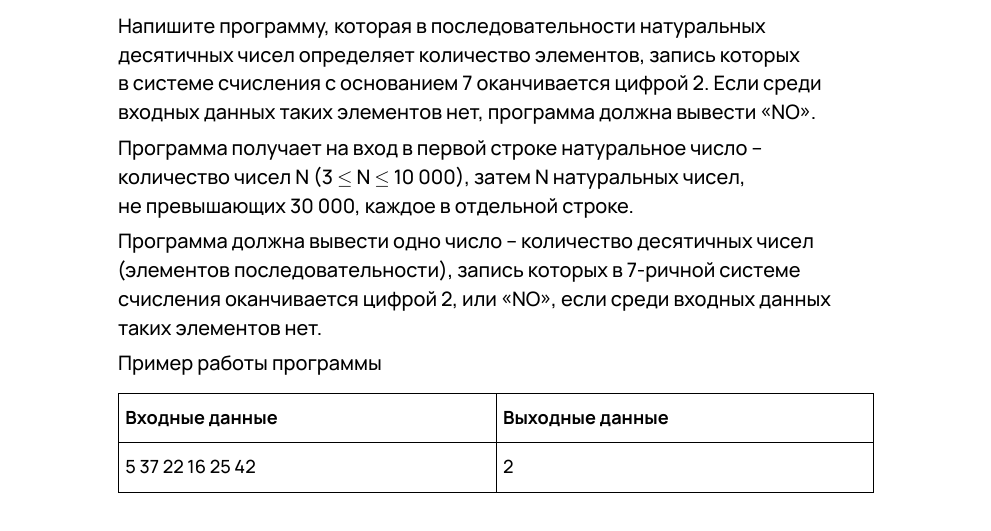 Напишите программу, которая в последовательности натуральных
десятичных чисел определяет количество элементов, запись которых
в системе счисления с основанием 7 оканчивается цифрой 2. Если среди
входных данных таких элементов нет, программа должна вывести «NO».
Программа получает на вход в первой строке натуральное число –
количество чисел N (3 ≤ N ≤ 10 000), затем N натуральных чисел,
не превышающих 30 000, каждое в отдельной строке.
Программа должна вывести одно число – количество десятичных чисел
(элементов последовательности), запись которых в 7-ричной системе
счисления оканчивается цифрой 2, или «NO», если среди входных данных
таких элементов нет.
Пример работы программы
Входные данные
Выходные данные
5 37 22 16 25 42
2